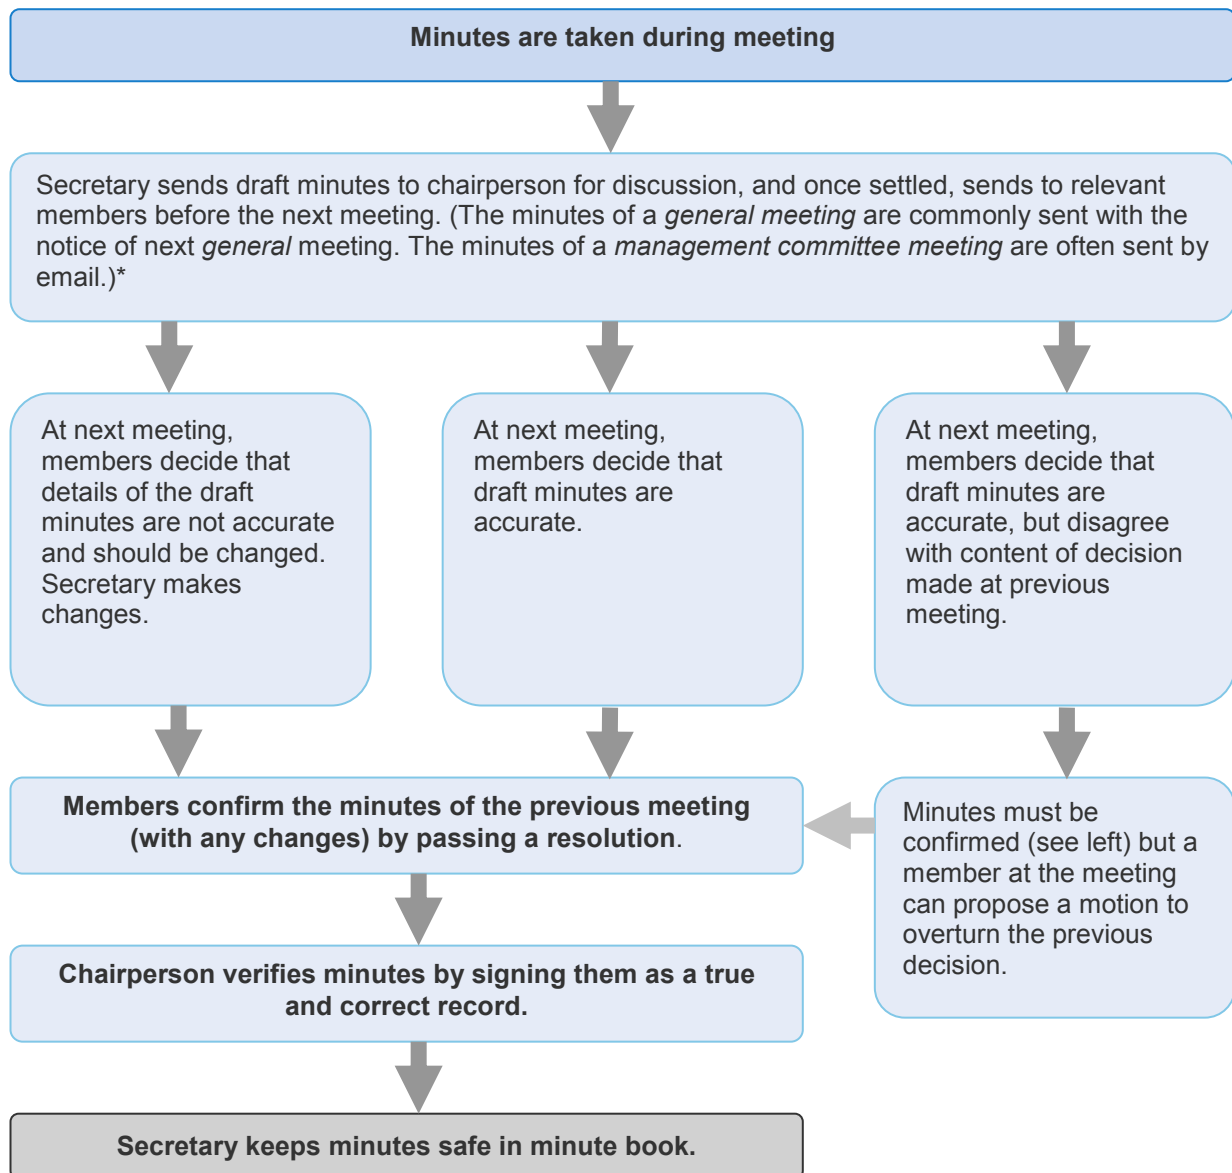 Minutes are taken during meeting
Secretary sends draft minutes to chairperson for discussion, and once settled, sends to relevant
members before the next meeting. (The minutes of a general meeting are commonly sent with the
notice of next general meeting. The minutes of a management committee meeting are often sent by
email.)*
At next meeting,
members decide that
details of the draft
minutes are not accurate
and should be changed.
Secretary makes
changes.
At next meeting,
members decide that
draft minutes are
accurate.
At next meeting,
members decide that
draft minutes are
accurate, but disagree
with content of decision
made at previous
meeting.
Members confirm the minutes of the previous meeting
(with any changes) by passing a resolution.
Minutes must be
confirmed (see left) but a
member at the meeting
can propose a motion to
overturn the previous
decision.
Chairperson verifies minutes by signing them as a true
and correct record.
Secretary keeps minutes safe in minute book.